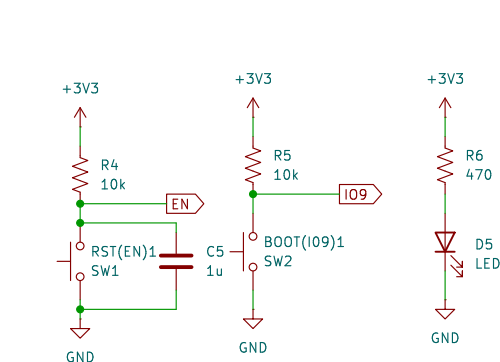 +3V3
+3V3
+3V3
R4
10k
R5
10k
R6
470
EN
IO9
RST(EN)1
SW1
C5
1u
BOOT(IO9)1
SW2
D5
LED
GND
GND
GND